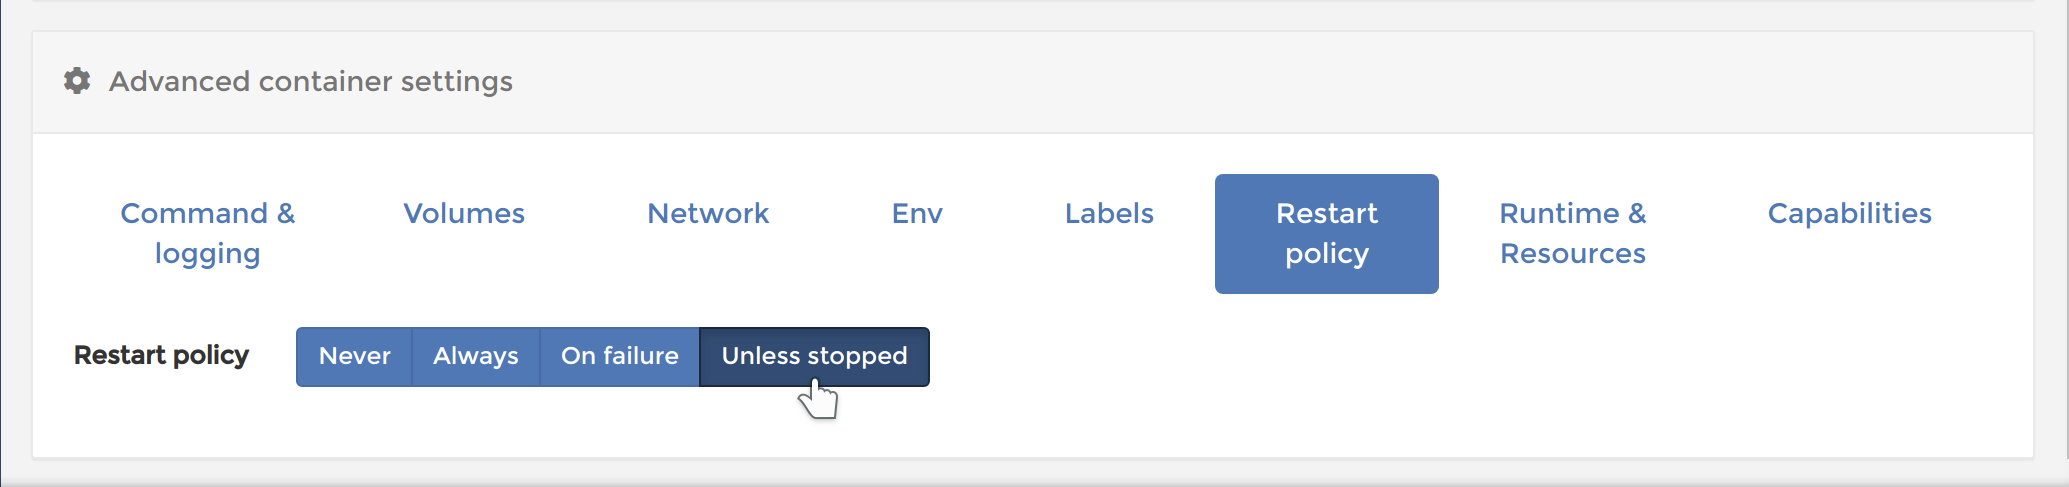 Advanced container settings
Command &
logging
Volumes
Network
Env
Labels
Restart
policy
Runtime &
Resources
Capabilities
Restart policy
Never
Always
On failure
Unless stopped